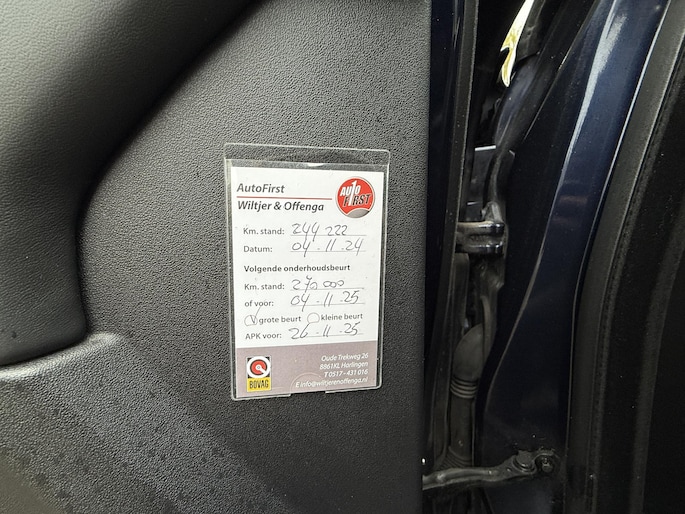 AutoFirst
Wiltjer & Offenga
AUTO FIRST
Km. stand: 244 222
Datum: 04-11-24
Volgende onderhoudsbeurt
Km. stand: 270 000
of voor: 04-11-25
V grote beurt kleine beurt
APK voor: 26-11-25
BOVAG
Oude Trekweg 26
8861KL Harlingen
T 0517 - 431 016
E info@wiltjerenoffenga.nl